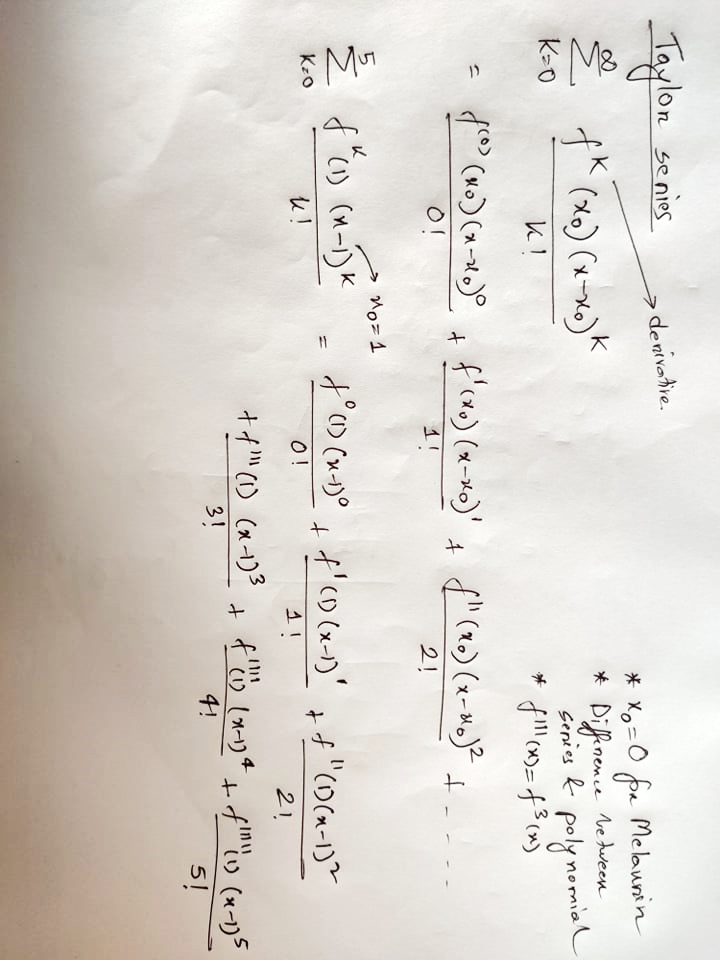 Taylor series
∞
Σ f^k (x₀) (x-x₀)^k → derivative.
K=0 k!
= f^(0) (x₀) (x-x₀)^0 / 0! + f'(x₀) (x-x₀)' / 1! + f''(x₀) (x-x₀)² / 2! + - - - -
5
Σ f^k (1) (x-1)^k / k! → x₀=1
K=0
= f^0 (1) (x-1)^0 / 0! + f'(1) (x-1)' / 1! + f''(1) (x-1)² / 2!
+ f'''(1) (x-1)³ / 3! + f''''(1) (x-1)⁴ / 4! + f'''''(1) (x-1)⁵ / 5!
* x₀=0 for Melaurin
* Difference between
series & polynomial
* f'''(x) = f³(x)